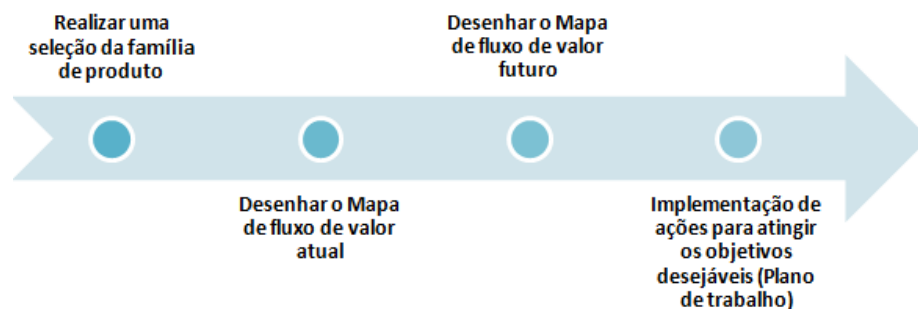 Realizar uma
seleção da família
de produto
Desenhar o Mapa
de fluxo de valor
atual
Desenhar o Mapa
de fluxo de valor
futuro
Implementação de
ações para atingir
os objetivos
desejáveis (Plano
de trabalho)